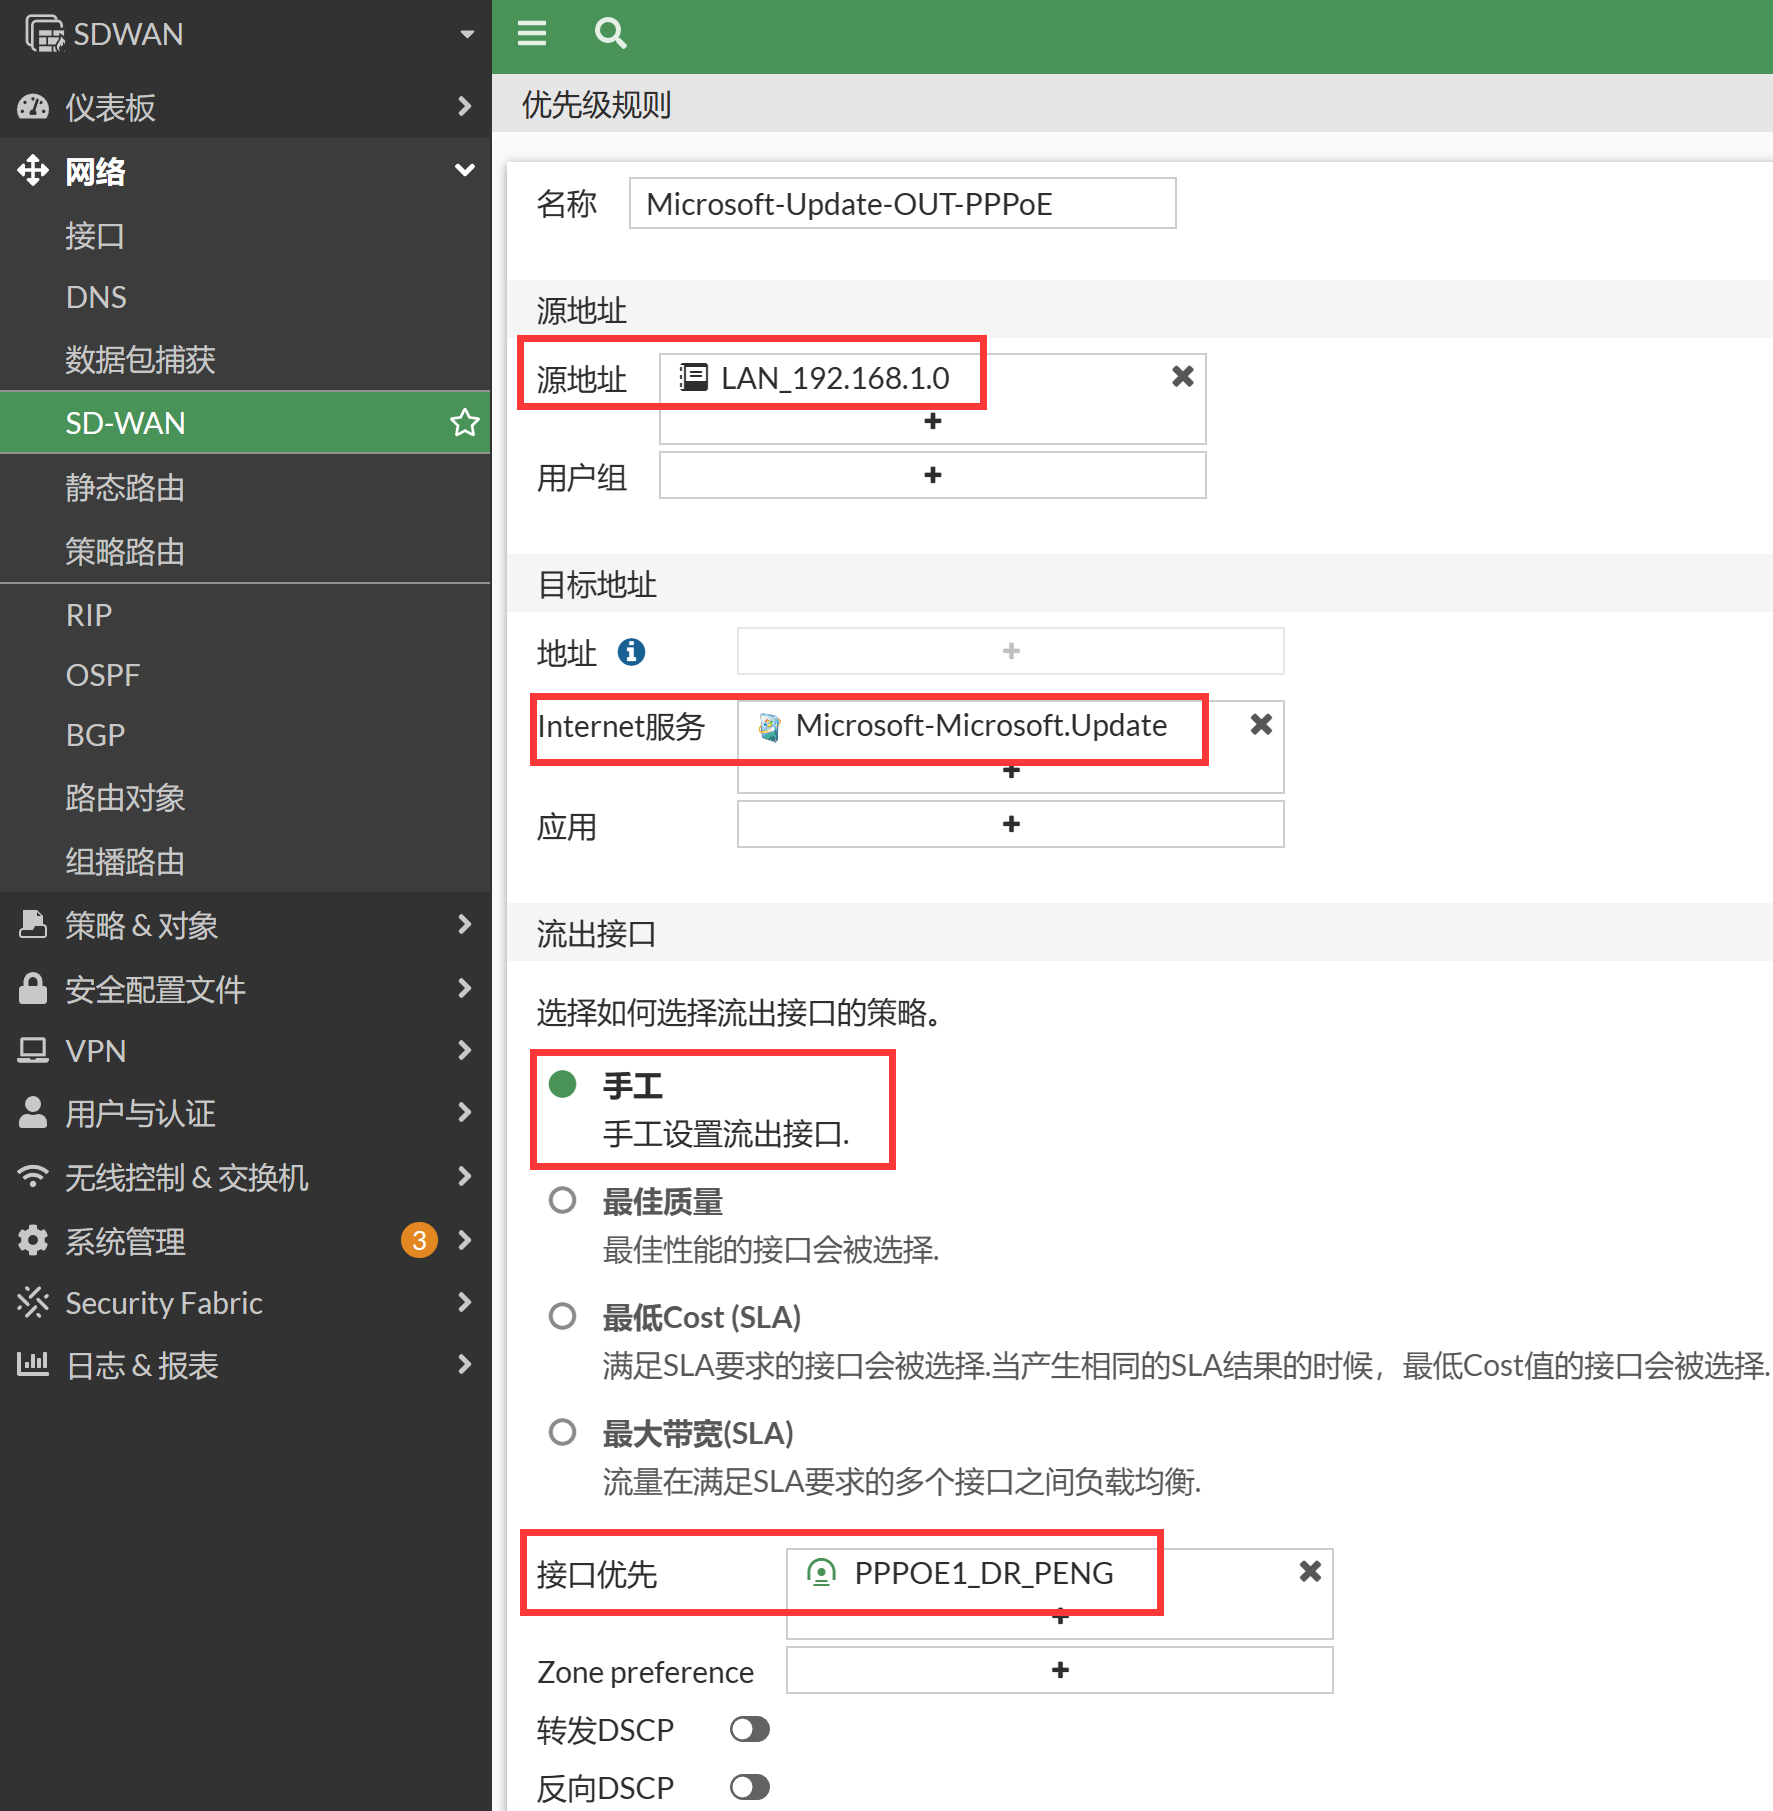 SDWAN
仪表板
网络
接口
DNS
数据包捕获
SD-WAN
静态路由
策略路由
RIP
OSPF
BGP
路由对象
组播路由
策略 & 对象
安全配置文件
VPN
用户与认证
无线控制 & 交换机
系统管理 3
Security Fabric
日志 & 报表
优先级规则
名称 Microsoft-Update-OUT-PPPoE
源地址
源地址 LAN_192.168.1.0
用户组
目标地址
地址
Internet服务 Microsoft-Microsoft.Update
应用
流出接口
选择如何选择流出接口的策略。
手工
手工设置流出接口.
最佳质量
最佳性能的接口会被选择.
最低Cost (SLA)
满足SLA要求的接口会被选择.当产生相同的SLA结果的时候，最低Cost值的接口会被选择.
最大带宽(SLA)
流量在满足SLA要求的多个接口之间负载均衡.
接口优先 PPPOE1_DR_PENG
Zone preference
转发DSCP
反向DSCP